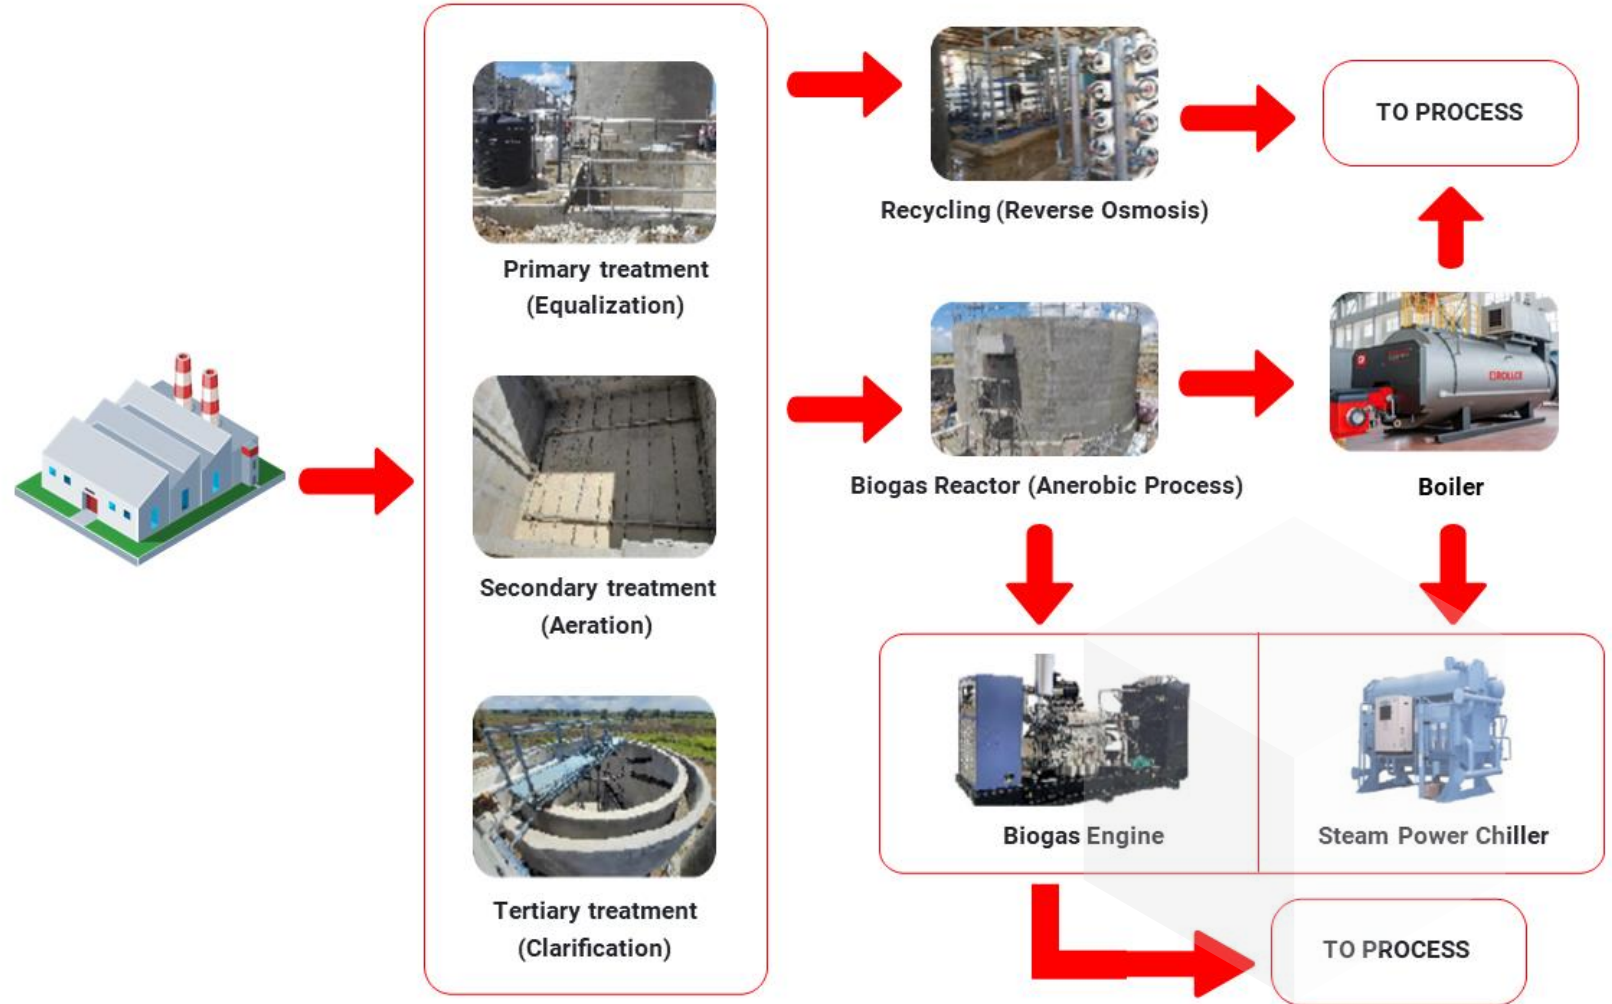 TO PROCESS
Recycling (Reverse Osmosis)
Primary treatment
(Equalization)
DROLLCE
Biogas Reactor (Anerobic Process)
Boiler
Secondary treatment
(Aeration)
Biogas Engine
Steam Power Chiller
Tertiary treatment
(Clarification)
TO PROCESS